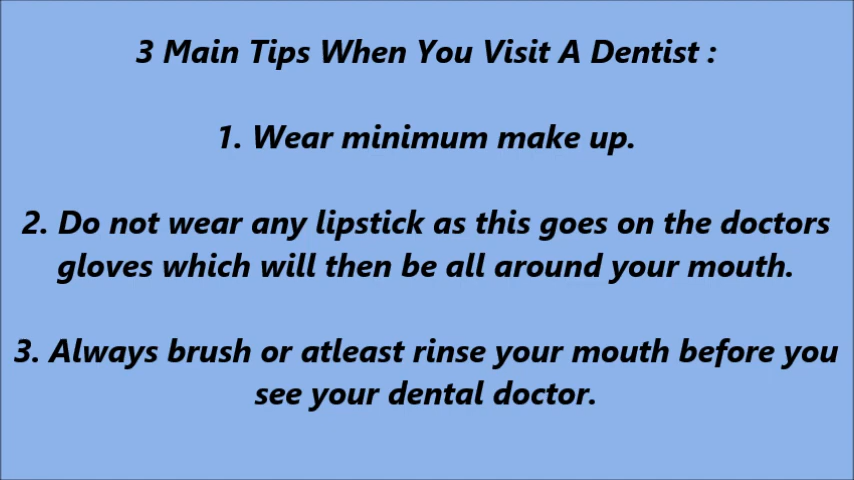 3 Main Tips When You Visit A Dentist :
1. Wear minimum make up.
2. Do not wear any lipstick as this goes on the doctors
gloves which will then be all around your mouth.
3. Always brush or atleast rinse your mouth before you
see your dental doctor.